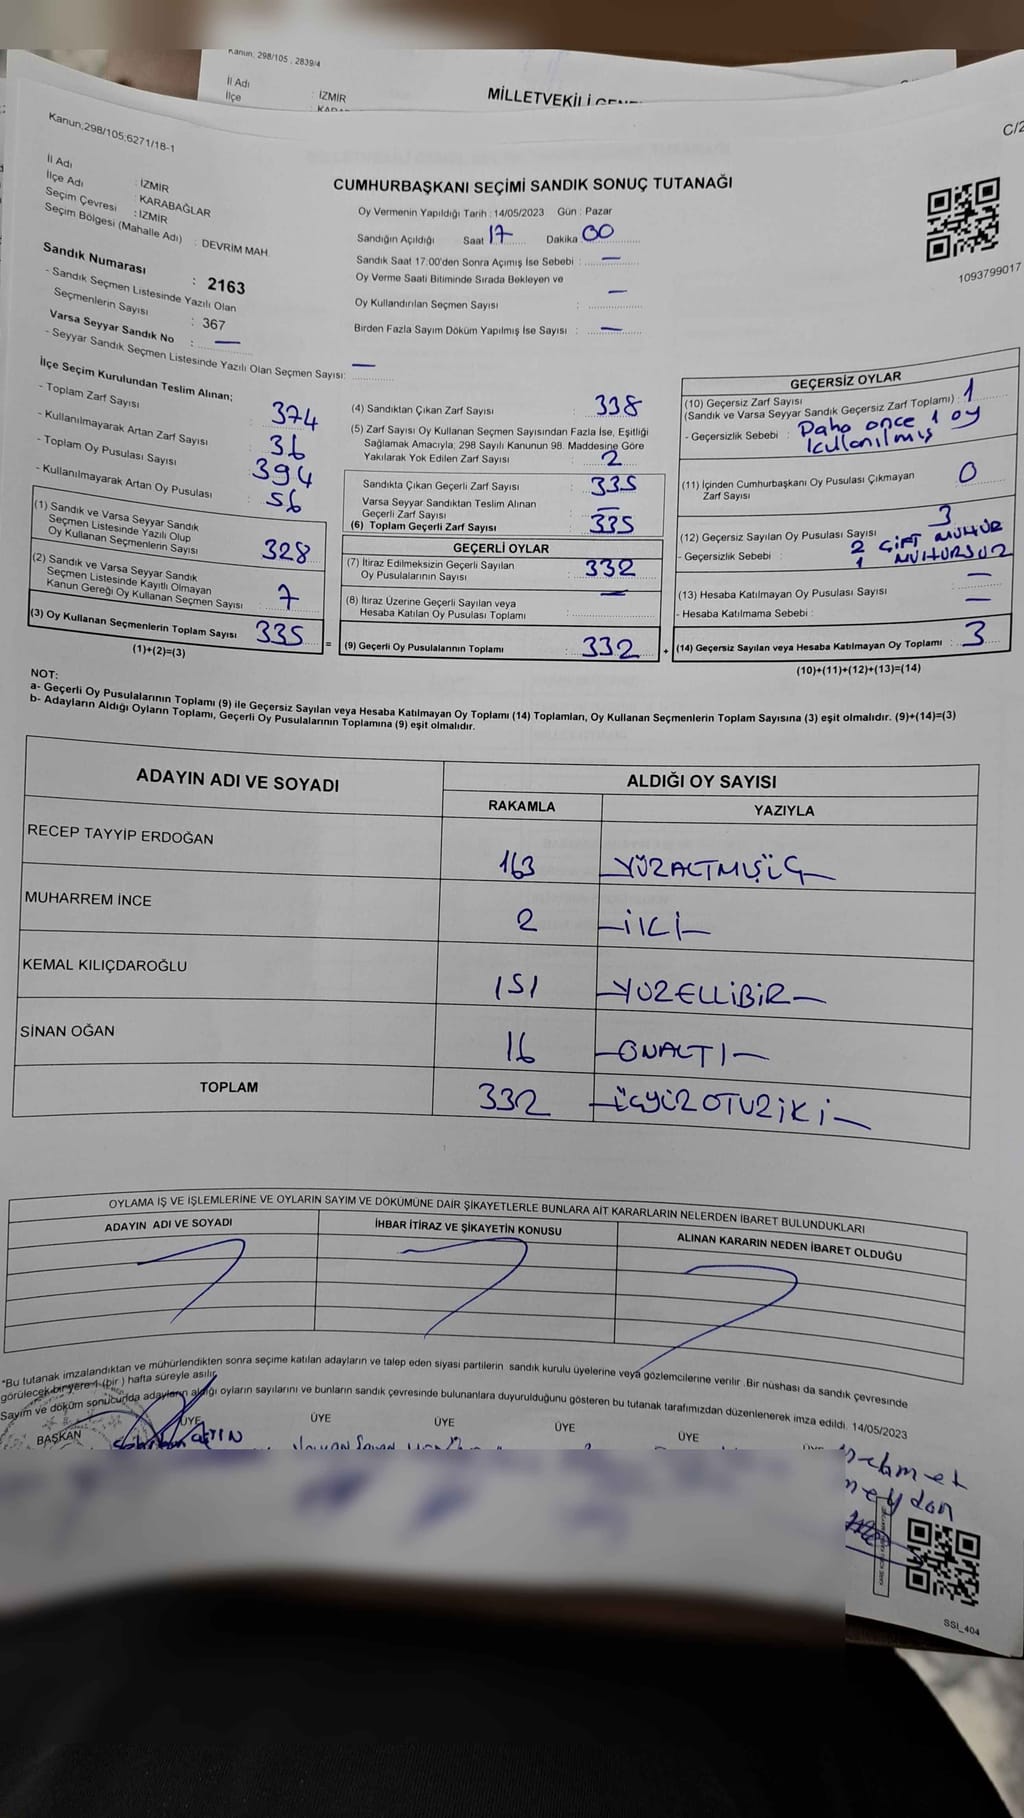 Kanun, 298/105 , 2839/4
İl Adı : İZMİR
İlçe
MİLLETVEKİLİ
Kanun,298/105,6271/18-1
C/2
İl Adı : İZMİR
İlçe Adı : KARABAĞLAR
Seçim Çevresi : İZMİR
Seçim Bölgesi (Mahalle Adı) : DEVRİM MAH.
CUMHURBAŞKANI SEÇİMİ SANDIK SONUÇ TUTANAĞI
Oy Vermenin Yapıldığı Tarih : 14/05/2023 Gün : Pazar
Sandığın Açıldığı Saat 17 Dakika 00
Sandık Saat 17:00'den Sonra Açımış İse Sebebi : —
Oy Verme Saati Bitiminde Sırada Bekleyen ve
Oy Kullandırılan Seçmen Sayısı : —
Birden Fazla Sayım Döküm Yapılmış İse Sayısı : —
1093799017
Sandık Numarası : 2163
- Sandık Seçmen Listesinde Yazılı Olan
Seçmenlerin Sayısı : 367
Varsa Seyyar Sandık No : —
- Seyyar Sandık Seçmen Listesinde Yazılı Olan Seçmen Sayısı: —
İlçe Seçim Kurulundan Teslim Alınan;
- Toplam Zarf Sayısı 374
- Kullanılmayarak Artan Zarf Sayısı 36
- Toplam Oy Pusulası Sayısı 394
- Kullanılmayarak Artan Oy Pusulası 56
(1) Sandık ve Varsa Seyyar Sandık
Seçmen Listesinde Yazılı Olup
Oy Kullanan Seçmenlerin Sayısı 328
(2) Sandık ve Varsa Seyyar Sandık
Seçmen Listesinde Kayıtlı Olmayan
Kanun Gereği Oy Kullanan Seçmen Sayısı 7
(3) Oy Kullanan Seçmenlerin Toplam Sayısı 335 =
(1)+(2)=(3)
(4) Sandıktan Çıkan Zarf Sayısı : 338
(5) Zarf Sayısı Oy Kullanan Seçmen Sayısından Fazla İse, Eşitliği
Sağlamak Amacıyla; 298 Sayılı Kanunun 98. Maddesine Göre
Yakılarak Yok Edilen Zarf Sayısı : 2
Sandıkta Çıkan Geçerli Zarf Sayısı : 335
Varsa Seyyar Sandıktan Teslim Alınan
Geçerli Zarf Sayısı : —
(6) Toplam Geçerli Zarf Sayısı : 335
GEÇERLİ OYLAR
(7) İtiraz Edilmeksizin Geçerli Sayılan
Oy Pusulalarının Sayısı : 332
(8) İtiraz Üzerine Geçerli Sayılan veya
Hesaba Katılan Oy Pusulası Toplamı : —
(9) Geçerli Oy Pusulalarının Toplamı : 332 +
GEÇERSİZ OYLAR
(10) Geçersiz Zarf Sayısı
(Sandık ve Varsa Seyyar Sandık Geçersiz Zarf Toplamı) : 1
- Geçersizlik Sebebi : Daha once 1 oy
kullanılmış
(11) İçinden Cumhurbaşkanı Oy Pusulası Çıkmayan
Zarf Sayısı : 0
(12) Geçersiz Sayılan Oy Pusulası Sayısı : 3
- Geçersizlik Sebebi : 2 ÇİFT MÜHÜR
1 MÜHÜRSÜZ
(13) Hesaba Katılmayan Oy Pusulası Sayısı : —
- Hesaba Katılmama Sebebi : —
(14) Geçersiz Sayılan veya Hesaba Katılmayan Oy Toplamı : 3
(10)+(11)+(12)+(13)=(14)
NOT:
a- Geçerli Oy Pusulalarının Toplamı (9) ile Geçersiz Sayılan veya Hesaba Katılmayan Oy Toplamı (14) Toplamları, Oy Kullanan Seçmenlerin Toplam Sayısına (3) eşit olmalıdır. (9)+(14)=(3)
b- Adayların Aldığı Oyların Toplamı, Geçerli Oy Pusulalarının Toplamına (9) eşit olmalıdır.
ADAYIN ADI VE SOYADI ALDIĞI OY SAYISI
RAKAMLA YAZIYLA
RECEP TAYYİP ERDOĞAN 163 YÜZALTMIŞÜÇ
MUHARREM İNCE 2 İKİ
KEMAL KILIÇDAROĞLU 151 YÜZELLİBİR
SİNAN OĞAN 16 ONALTI
TOPLAM 332 ÜÇYÜZOTUZİKİ
OYLAMA İŞ VE İŞLEMLERİNE VE OYLARIN SAYIM VE DÖKÜMÜNE DAİR ŞİKAYETLERLE BUNLARA AİT KARARLARIN NELERDEN İBARET BULUNDUKLARI
ADAYIN ADI VE SOYADI İHBAR İTİRAZ VE ŞİKAYETİN KONUSU ALINAN KARARIN NEDEN İBARET OLDUĞU
*Bu tutanak imzalandıktan ve mühürlendikten sonra seçime katılan adayların ve talep eden siyasi partilerin sandık kurulu üyelerine veya gözlemcilerine verilir .Bir nüshası da sandık çevresinde
görülecek bir yere 1 (bir ) hafta süreyle asılır.
Sayım ve döküm sonucunda adayların aldığı oyların sayılarını ve bunların sandık çevresinde bulunanlara duyurulduğunu gösteren bu tutanak tarafımızdan düzenlenerek imza edildi. 14/05/2023
BAŞKAN ÜYE ÜYE ÜYE ÜYE ÜYE
mehmet
meydan
SSİ_404